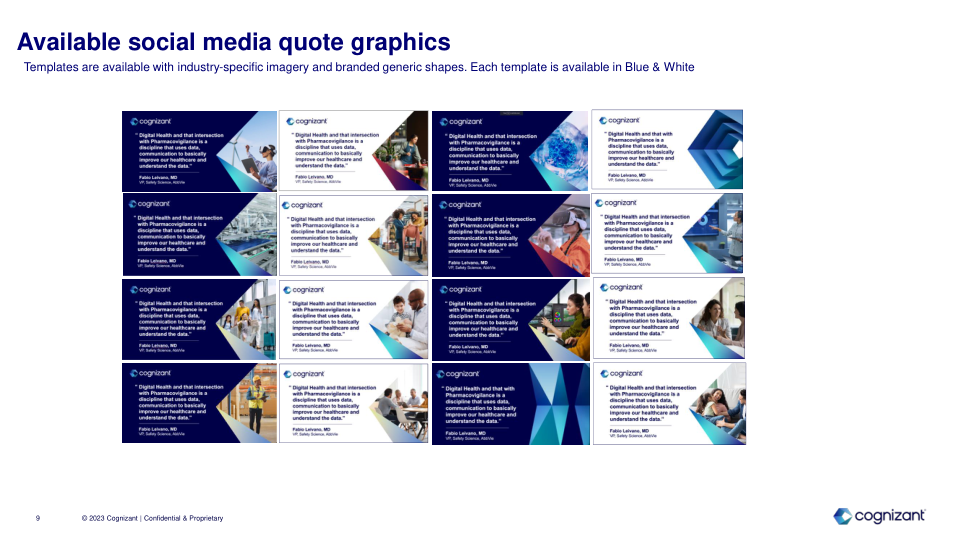 Available social media quote graphics
Templates are available with industry-specific imagery and branded generic shapes. Each template is available in Blue & White
cognizant
" Digital Health and that intersection
with Pharmacovigilance is a
discipline that uses data,
communication to basically
improve our healthcare and
understand the data."
Fabio Leivano, MD
VP, Safety Science, AbbVie
cognizant
" Digital Health and that intersection
with Pharmacovigilance is a
discipline that uses data,
communication to basically
improve our healthcare and
understand the data."
Fabio Leivano, MD
VP, Safety Science, AbbVie
cognizant
" Digital Health and that intersection
with Pharmacovigilance is a
discipline that uses data,
communication to basically
improve our healthcare and
understand the data."
Fabio Leivano, MD
VP, Safety Science, AbbVie
cognizant
" Digital Health and that with
Pharmacovigilance is a
discipline that uses data,
communication to basically
improve our healthcare and
understand the data."
Fabio Leivano, MD
VP, Safety Science, AbbVie
cognizant
" Digital Health and that intersection
with Pharmacovigilance is a
discipline that uses data,
communication to basically
improve our healthcare and
understand the data."
Fabio Leivano, MD
VP, Safety Science, AbbVie
cognizant
" Digital Health and that intersection
with Pharmacovigilance is a
discipline that uses data,
communication to basically
improve our healthcare and
understand the data."
Fabio Leivano, MD
VP, Safety Science, AbbVie
cognizant
" Digital Health and that intersection
with Pharmacovigilance is a
discipline that uses data,
communication to basically
improve our healthcare and
understand the data."
Fabio Leivano, MD
VP, Safety Science, AbbVie
cognizant
" Digital Health and that intersection
with Pharmacovigilance is a
discipline that uses data,
communication to basically
improve our healthcare and
understand the data."
Fabio Leivano, MD
VP, Safety Science, AbbVie
cognizant
" Digital Health and that intersection
with Pharmacovigilance is a
discipline that uses data,
communication to basically
improve our healthcare and
understand the data."
Fabio Leivano, MD
VP, Safety Science, AbbVie
cognizant
" Digital Health and that intersection
with Pharmacovigilance is a
discipline that uses data,
communication to basically
improve our healthcare and
understand the data."
Fabio Leivano, MD
VP, Safety Science, AbbVie
cognizant
" Digital Health and that intersection
with Pharmacovigilance is a
discipline that uses data,
communication to basically
improve our healthcare and
understand the data."
Fabio Leivano, MD
VP, Safety Science, AbbVie
cognizant
" Digital Health and that intersection
with Pharmacovigilance is a
discipline that uses data,
communication to basically
improve our healthcare and
understand the data."
Fabio Leivano, MD
VP, Safety Science, AbbVie
cognizant
" Digital Health and that intersection
with Pharmacovigilance is a
discipline that uses data,
communication to basically
improve our healthcare and
understand the data."
Fabio Leivano, MD
VP, Safety Science, AbbVie
cognizant
" Digital Health and that intersection
with Pharmacovigilance is a
discipline that uses data,
communication to basically
improve our healthcare and
understand the data."
Fabio Leivano, MD
VP, Safety Science, AbbVie
cognizant
" Digital Health and that with
Pharmacovigilance is a
discipline that uses data,
communication to basically
improve our healthcare and
understand the data."
Fabio Leivano, MD
VP, Safety Science, AbbVie
cognizant
" Digital Health and that intersection
with Pharmacovigilance is a
discipline that uses data,
communication to basically
improve our healthcare and
understand the data."
Fabio Leivano, MD
VP, Safety Science, AbbVie
9
© 2023 Cognizant | Confidential & Proprietary
cognizant